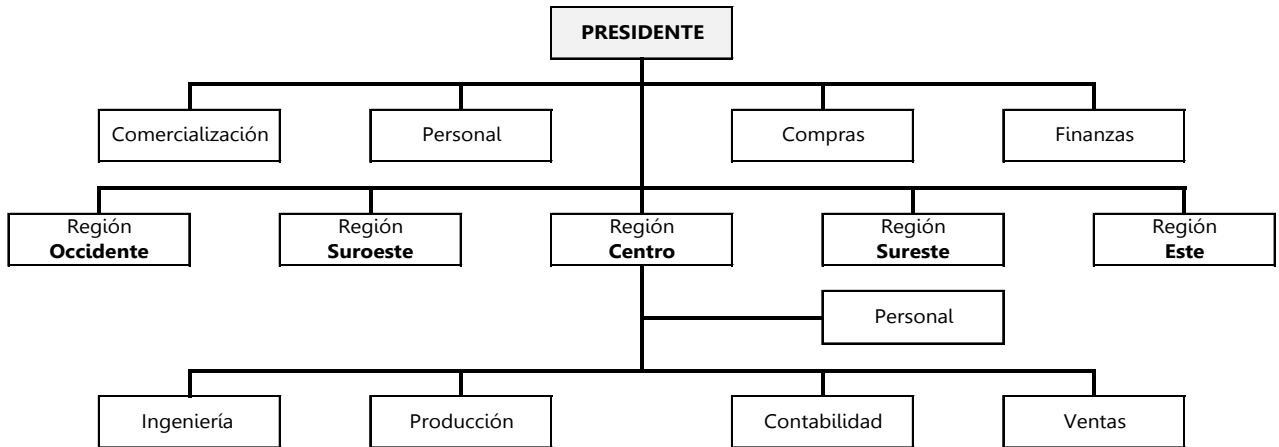 PRESIDENTE
Comercialización
Personal
Compras
Finanzas
Región
Occidente
Región
Suroeste
Región
Centro
Región
Sureste
Región
Este
Personal
Ingeniería
Producción
Contabilidad
Ventas